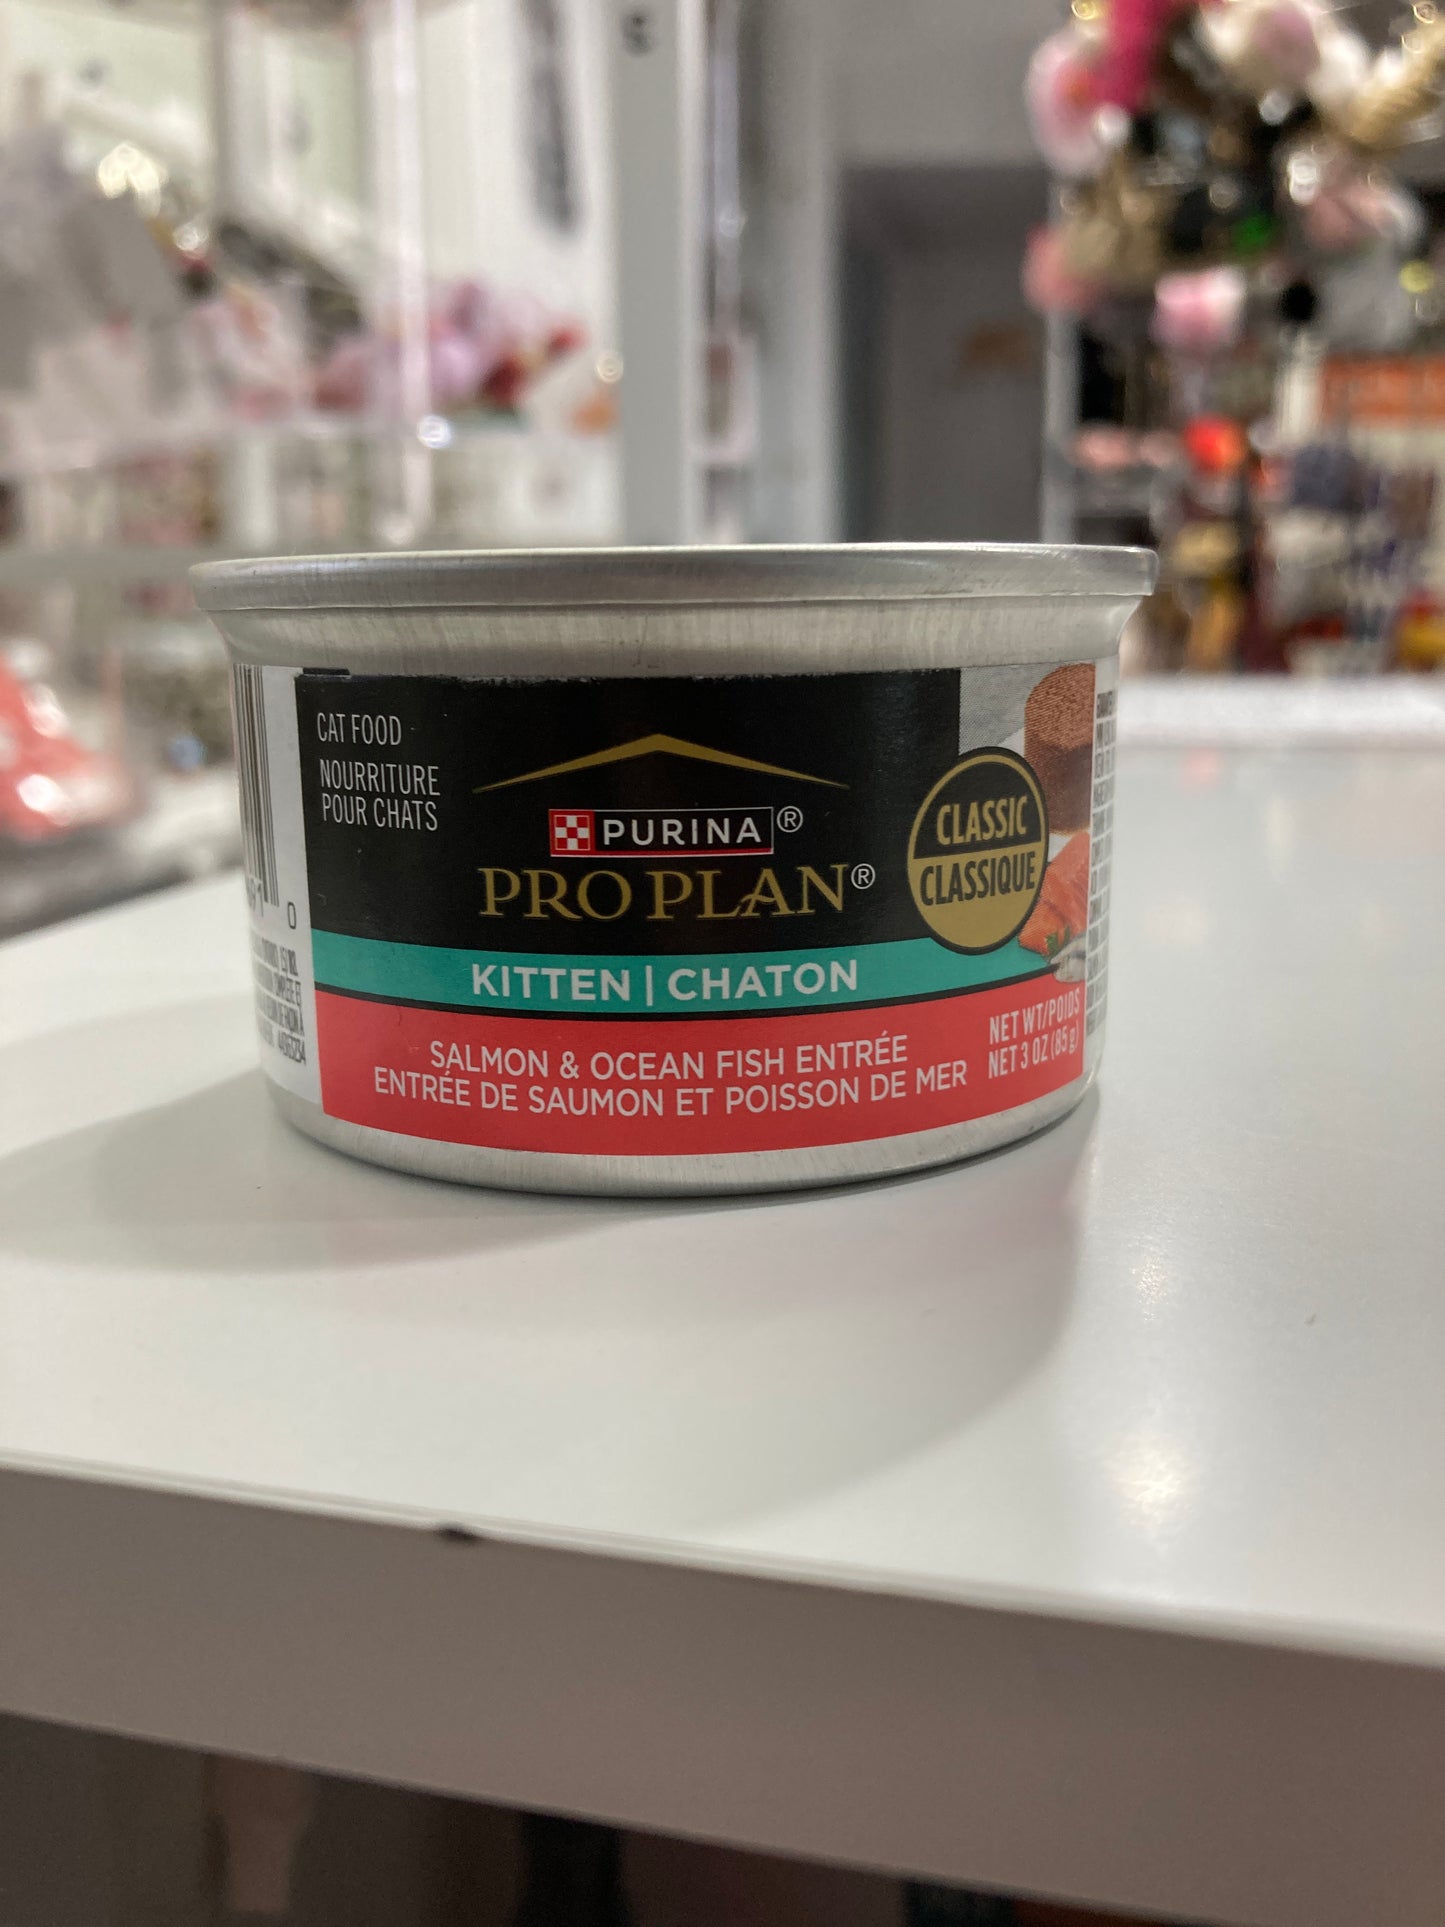 CAT FOOD
NOURRITURE
POUR CHATS
PURINA®
PRO PLAN®
CLASSIC
CLASSIQUE
KITTEN | CHATON
SALMON & OCEAN FISH ENTRÉE
ENTRÉE DE SAUMON ET POISSON DE MER
NET WT/POIDS
NET 3 OZ (85 g)
0